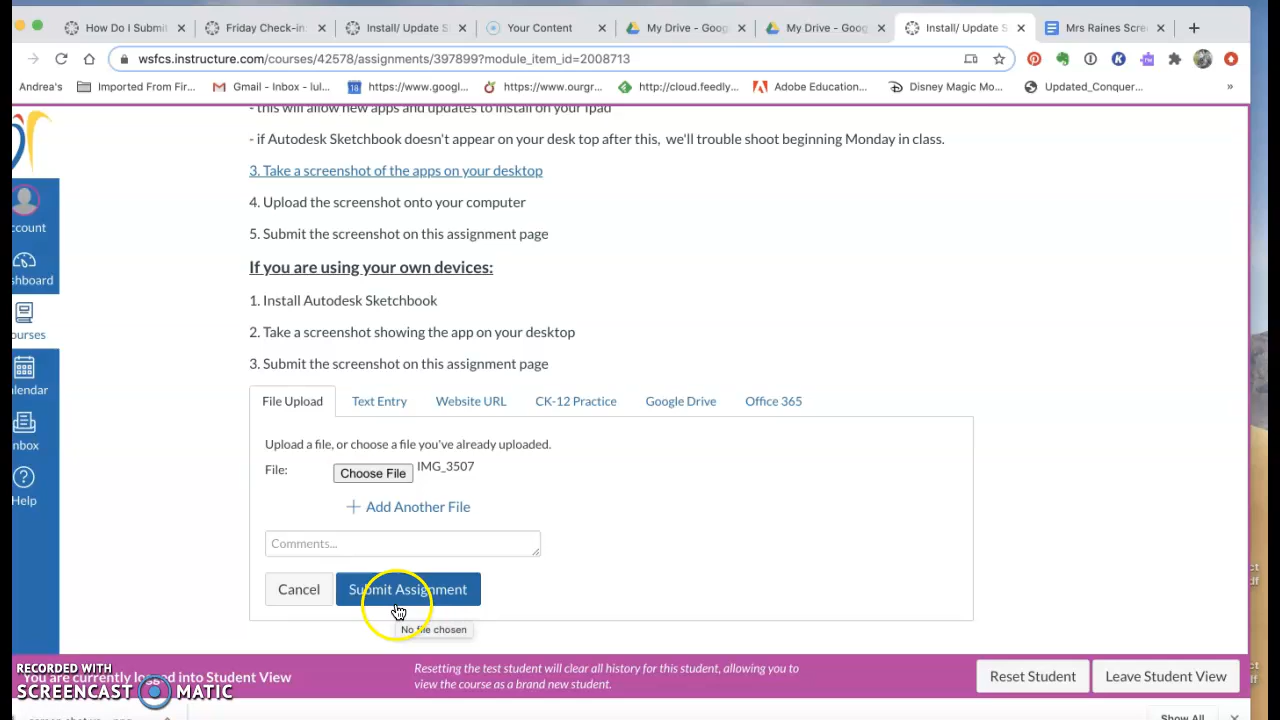 How Do I Submit
Friday Check-in:
Install/ Update S
Your Content
My Drive - Goog
My Drive - Goog
Install/ Update S
Mrs Raines Scre
wsfcs.instructure.com/courses/42578/assignments/397899?module_item_id=2008713
Andrea's
Imported From Fir...
Gmail - Inbox - lul...
18
https://www.googl...
https://www.ourgr...
http://cloud.feedly...
Adobe Education...
Disney Magic Mo...
Updated_Conquer...
»
- this will allow new apps and updates to install on your Ipad
- if Autodesk Sketchbook doesn't appear on your desk top after this, we'll trouble shoot beginning Monday in class.
3. Take a screenshot of the apps on your desktop
4. Upload the screenshot onto your computer
5. Submit the screenshot on this assignment page
If you are using your own devices:
1. Install Autodesk Sketchbook
2. Take a screenshot showing the app on your desktop
3. Submit the screenshot on this assignment page
ccount
shboard
ourses
lendar
nbox
Help
File Upload
Text Entry
Website URL
CK-12 Practice
Google Drive
Office 365
Upload a file, or choose a file you've already uploaded.
File:
Choose File
IMG_3507
+ Add Another File
Comments...
Cancel
Submit Assignment
No file chosen
You are currently logged into Student View
Resetting the test student will clear all history for this student, allowing you to
view the course as a brand new student.
Reset Student
Leave Student View
RECORDED WITH
SCREENCAST MATIC
Show All